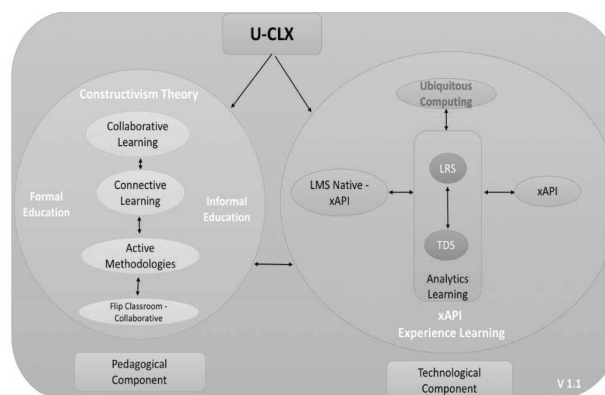 U-CLX
Constructivism Theory
Collaborative
Learning
Connective
Learning
Formal
Education
Informal
Education
Active
Methodologies
Flip Classroom -
Collaborative
Pedagogical
Component
Ubiquitous
Computing
LRS
LMS Native -
xAPI
xAPI
TDS
Analytics
Learning
xAPI
Experience Learning
Technological
Component
V 1.1